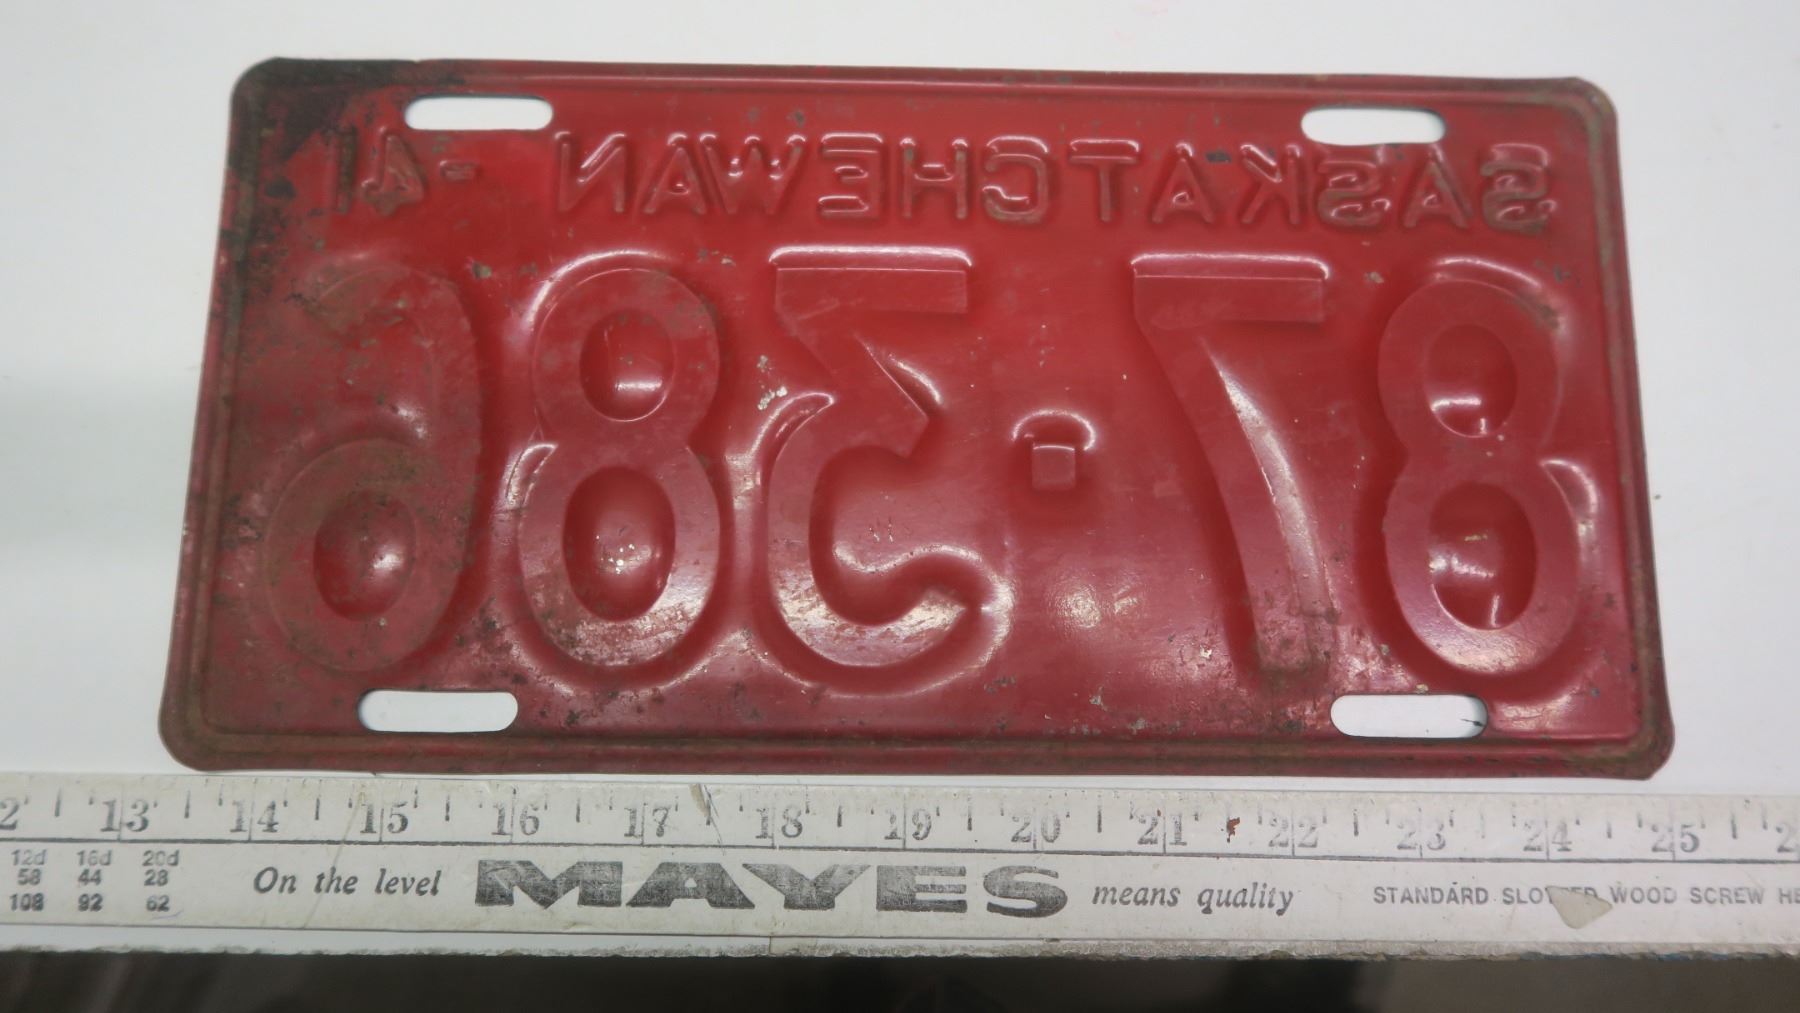 SASKATCHEWAN - 41
87·386
13 14 15 16 17 18 19 20 21 22 23 24 25
12d 16d 20d
58 44 28
108 92 62
On the level MAYES means quality STANDARD WOOD SCREW